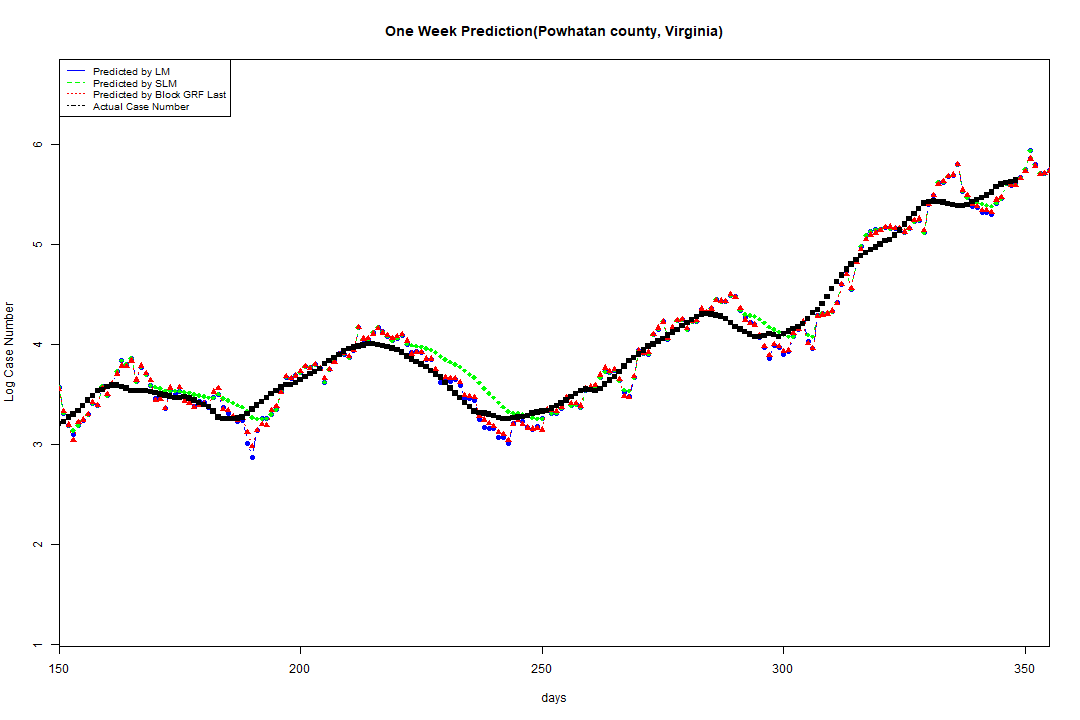 One Week Prediction(Powhatan county, Virginia)
Predicted by LM
Predicted by SLM
Predicted by Block GRF Last
Actual Case Number
6
5
4
3
2
1
Log Case Number
150 200 250 300 350
days